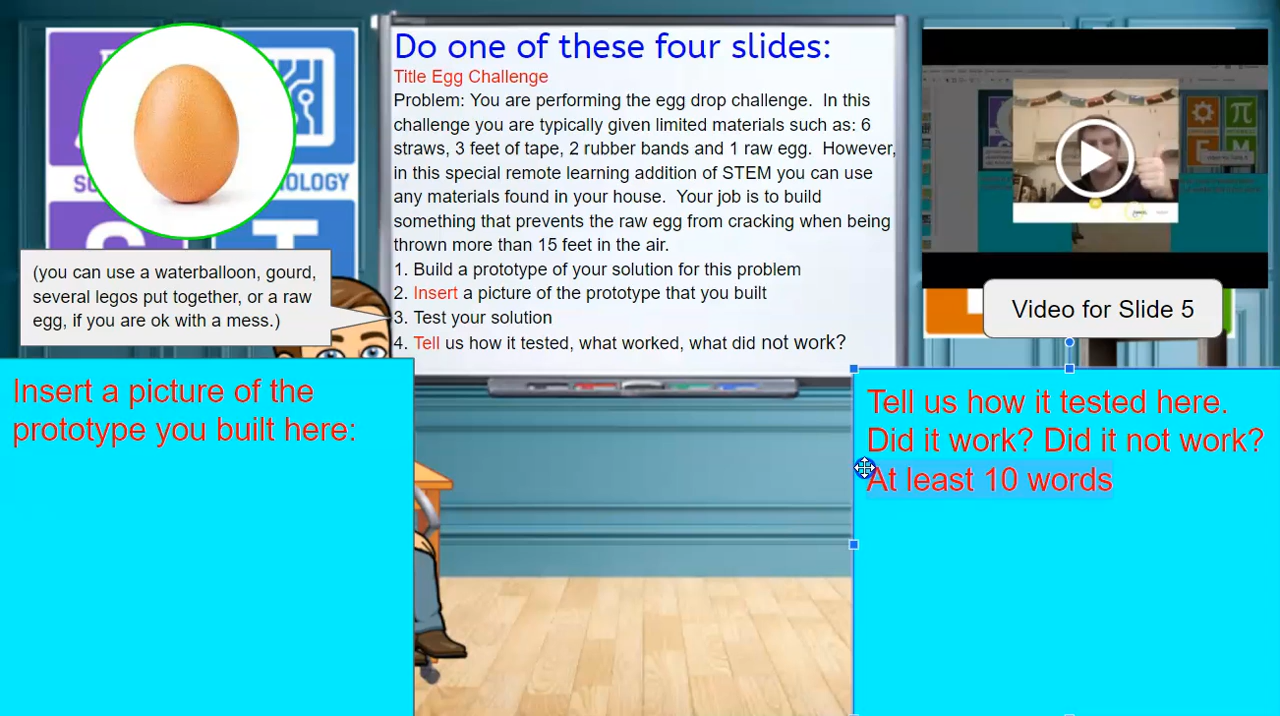 Do one of these four slides:
Title Egg Challenge
Problem: You are performing the egg drop challenge.  In this
challenge you are typically given limited materials such as: 6
straws, 3 feet of tape, 2 rubber bands and 1 raw egg.  However,
in this special remote learning addition of STEM you can use
any materials found in your house.  Your job is to build
something that prevents the raw egg from cracking when being
thrown more than 15 feet in the air.
1. Build a prototype of your solution for this problem
2. Insert a picture of the prototype that you built
3. Test your solution
4. Tell us how it tested, what worked, what did not work?
(you can use a waterballoon, gourd,
several legos put together, or a raw
egg, if you are ok with a mess.)
Video for Slide 5
Insert a picture of the
prototype you built here:
Tell us how it tested here.
Did it work? Did it not work?
At least 10 words